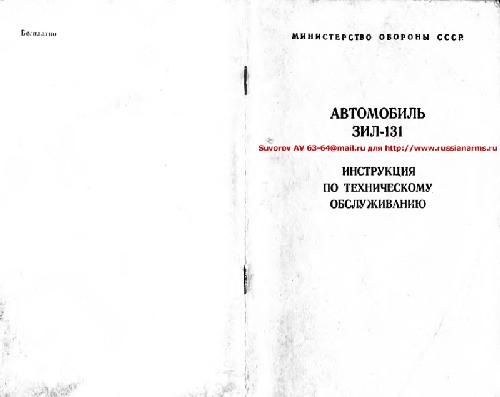 Бесплатно
МИНИСТЕРСТВО ОБОРОНЫ СССР
АВТОМОБИЛЬ
ЗИЛ-131
Suvorov AV 63-64@mail.ru для http://www.russianarms.ru
ИНСТРУКЦИЯ
ПО ТЕХНИЧЕСКОМУ
ОБСЛУЖИВАНИЮ